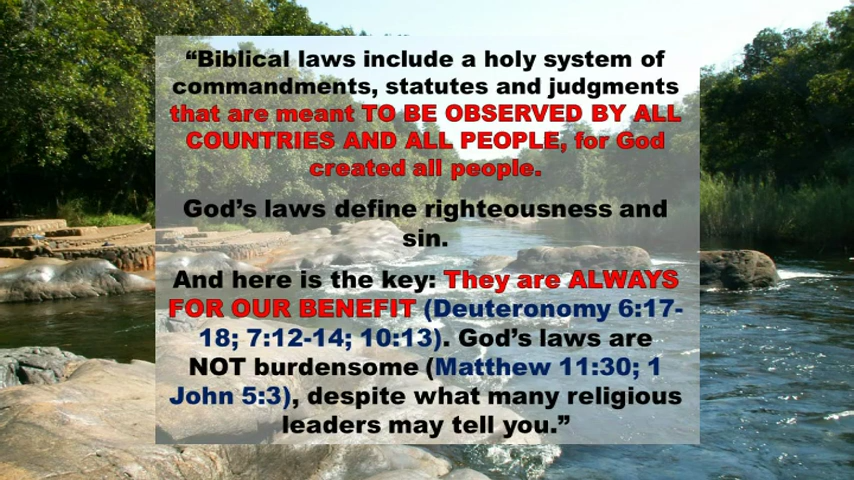 “Biblical laws include a holy system of
commandments, statutes and judgments
that are meant TO BE OBSERVED BY ALL
COUNTRIES AND ALL PEOPLE, for God
created all people.
God’s laws define righteousness and
sin.
And here is the key: They are ALWAYS
FOR OUR BENEFIT (Deuteronomy 6:17-
18; 7:12-14; 10:13). God’s laws are
NOT burdensome (Matthew 11:30; 1
John 5:3), despite what many religious
leaders may tell you.”